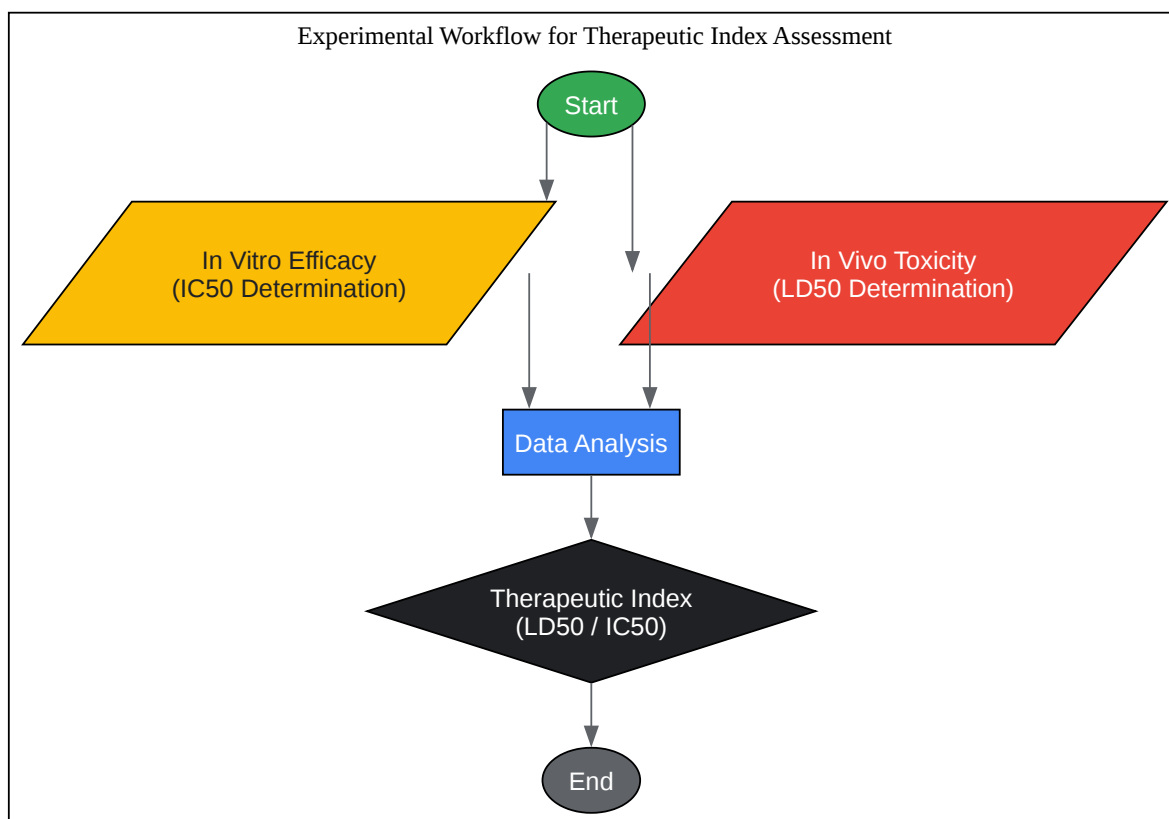 Experimental Workflow for Therapeutic Index Assessment
Start
In Vitro Efficacy
(IC50 Determination)
In Vivo Toxicity
(LD50 Determination)
Data Analysis
Therapeutic Index
(LD50 / IC50)
End